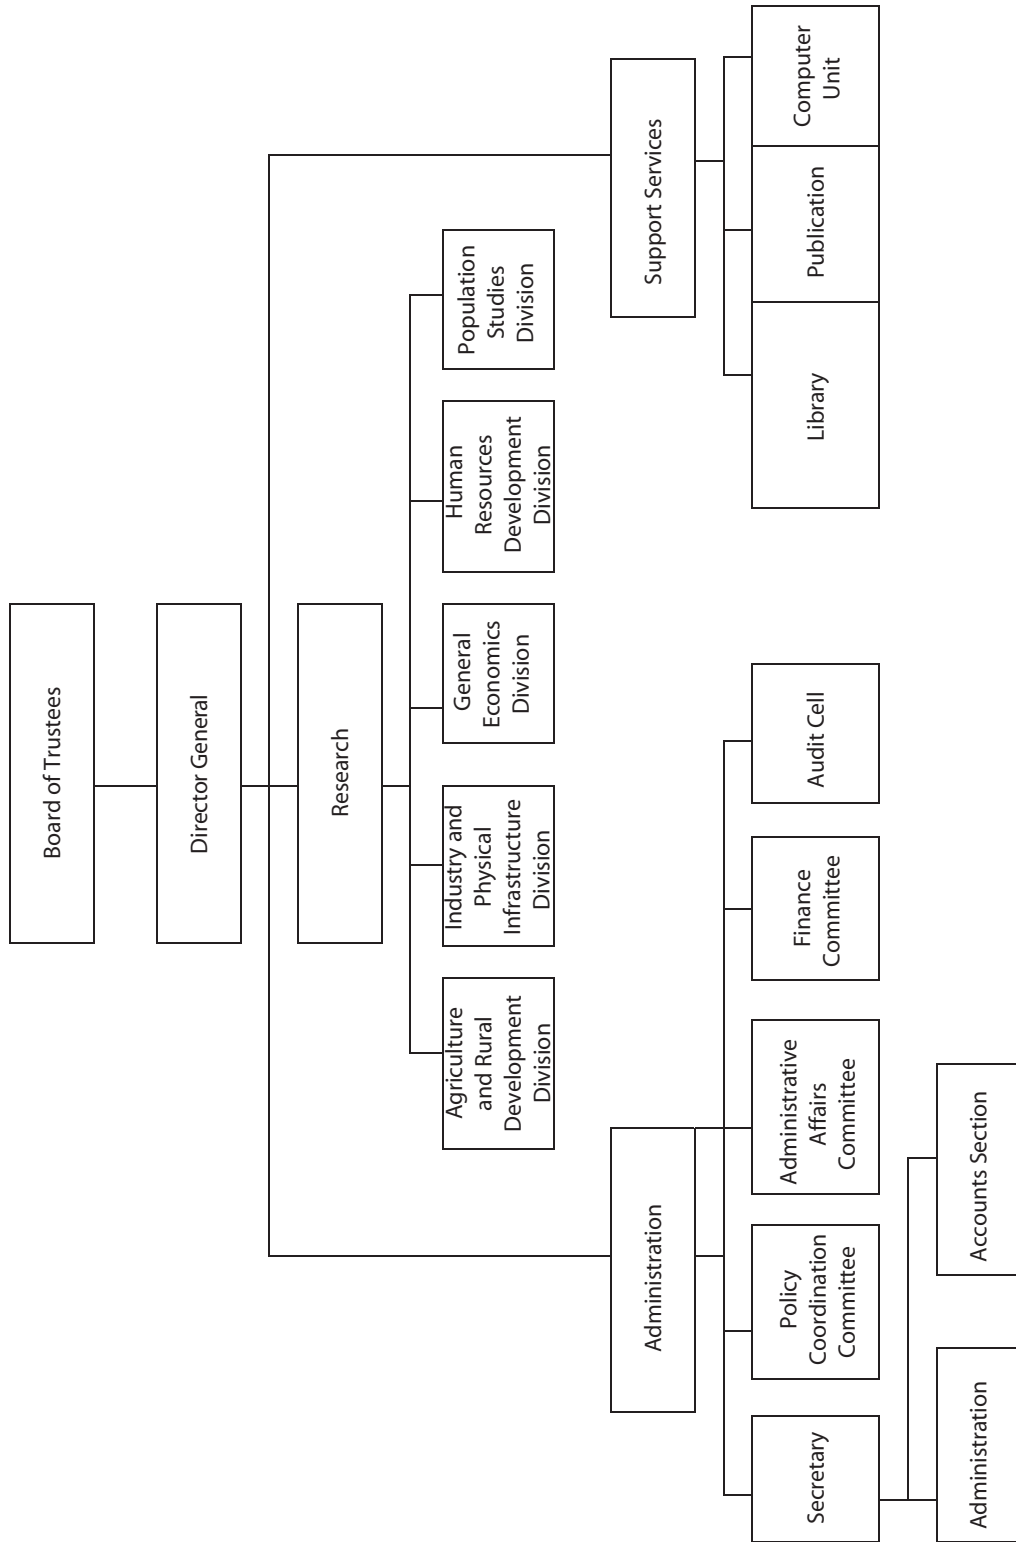 Board of Trustees
Director General
Research
Agriculture
and Rural
Development
Division
Industry and
Physical
Infrastructure
Division
General
Economics
Division
Human
Resources
Development
Division
Population
Studies
Division
Administration
Support Services
Secretary
Policy
Coordination
Committee
Administrative
Affairs
Committee
Finance
Committee
Audit Cell
Library
Publication
Computer
Unit
Administration
Accounts Section